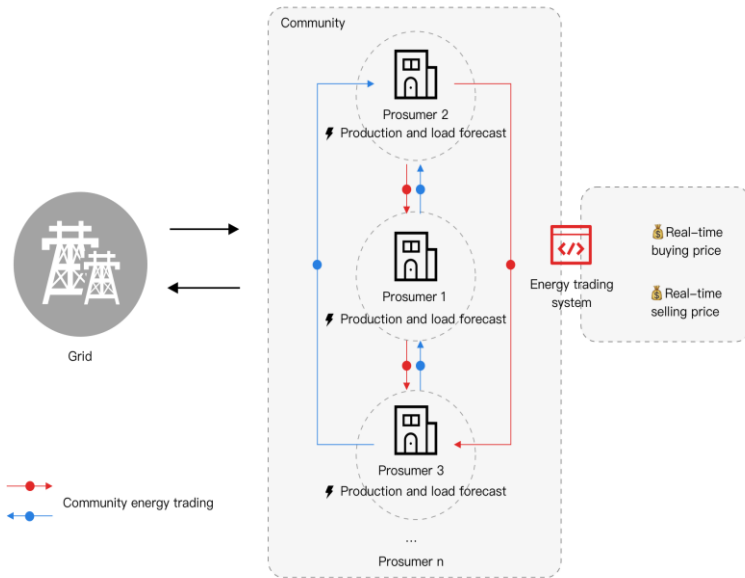 Community
Prosumer 2
Production and load forecast
Prosumer 1
Production and load forecast
Prosumer 3
Production and load forecast
...
Prosumer n
Grid
Energy trading
system
Real-time
buying price
Real-time
selling price
Community energy trading